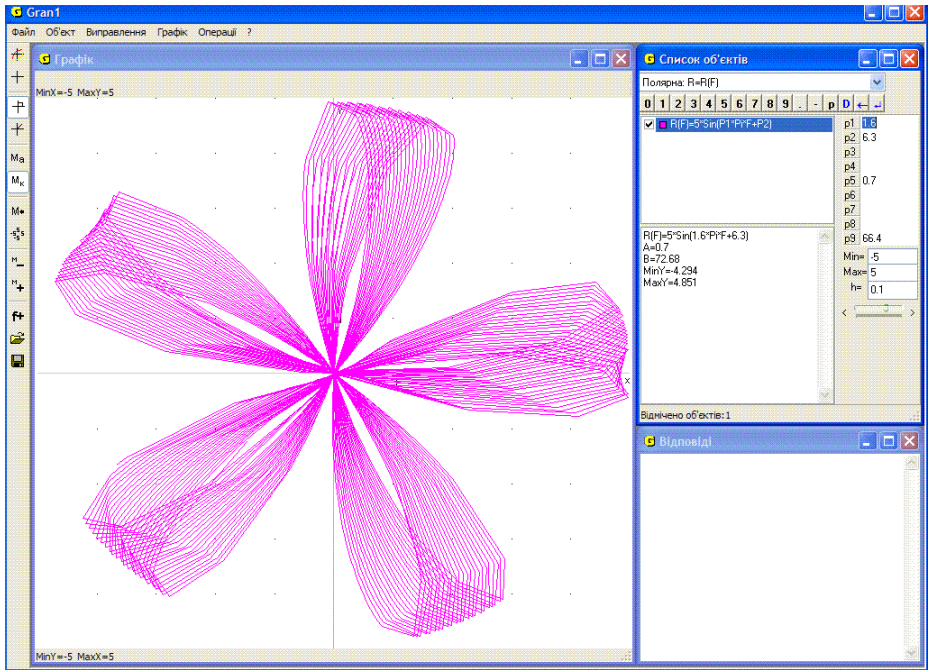 Gran1
Файл Об'єкт Виправлення Графік Операції ?
Графік
MinX=-5 MaxY=5
x
MinY=-5 MaxX=5
Mа
Mк
M•
M
M+
f+
Список об'єктів
Полярна: R=R(F)
0 1 2 3 4 5 6 7 8 9 . - p D ← ↵
R(F)=5*Sin(P1*Pi*F+P2)
p1 1.6
p2 6.3
p3
p4
p5 0.7
p6
p7
p8
p9 66.4
Min= -5
Max= 5
h= 0.1
< >
R(F)=5*Sin(1.6*Pi*F+6.3)
A=0.7
B=72.68
MinY=-4.294
MaxY=4.851
Відмічено об'єктів: 1
Відповіді